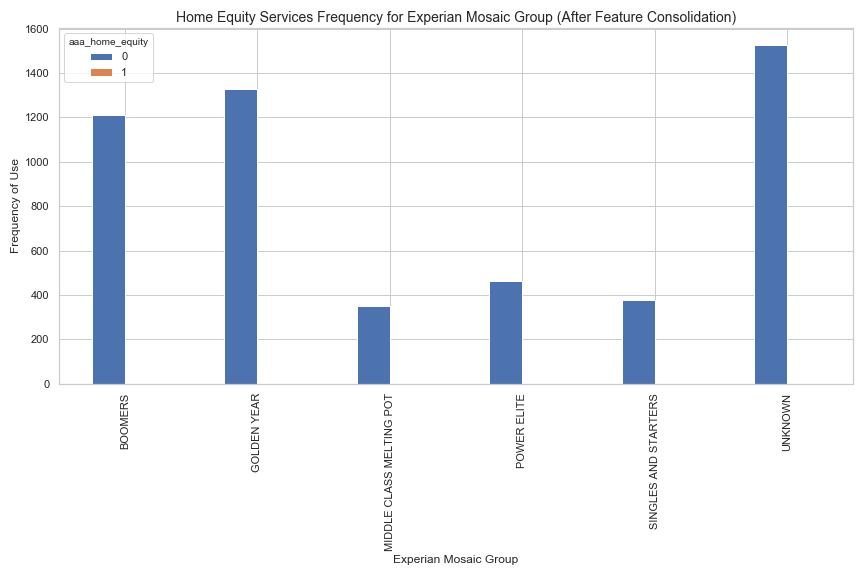 Home Equity Services Frequency for Experian Mosaic Group (After Feature Consolidation)
aaa_home_equity
0
1
1600
1400
1200
1000
800
600
400
200
0
Frequency of Use
BOOMERS
GOLDEN YEAR
MIDDLE CLASS MELTING POT
POWER ELITE
SINGLES AND STARTERS
UNKNOWN
Experian Mosaic Group